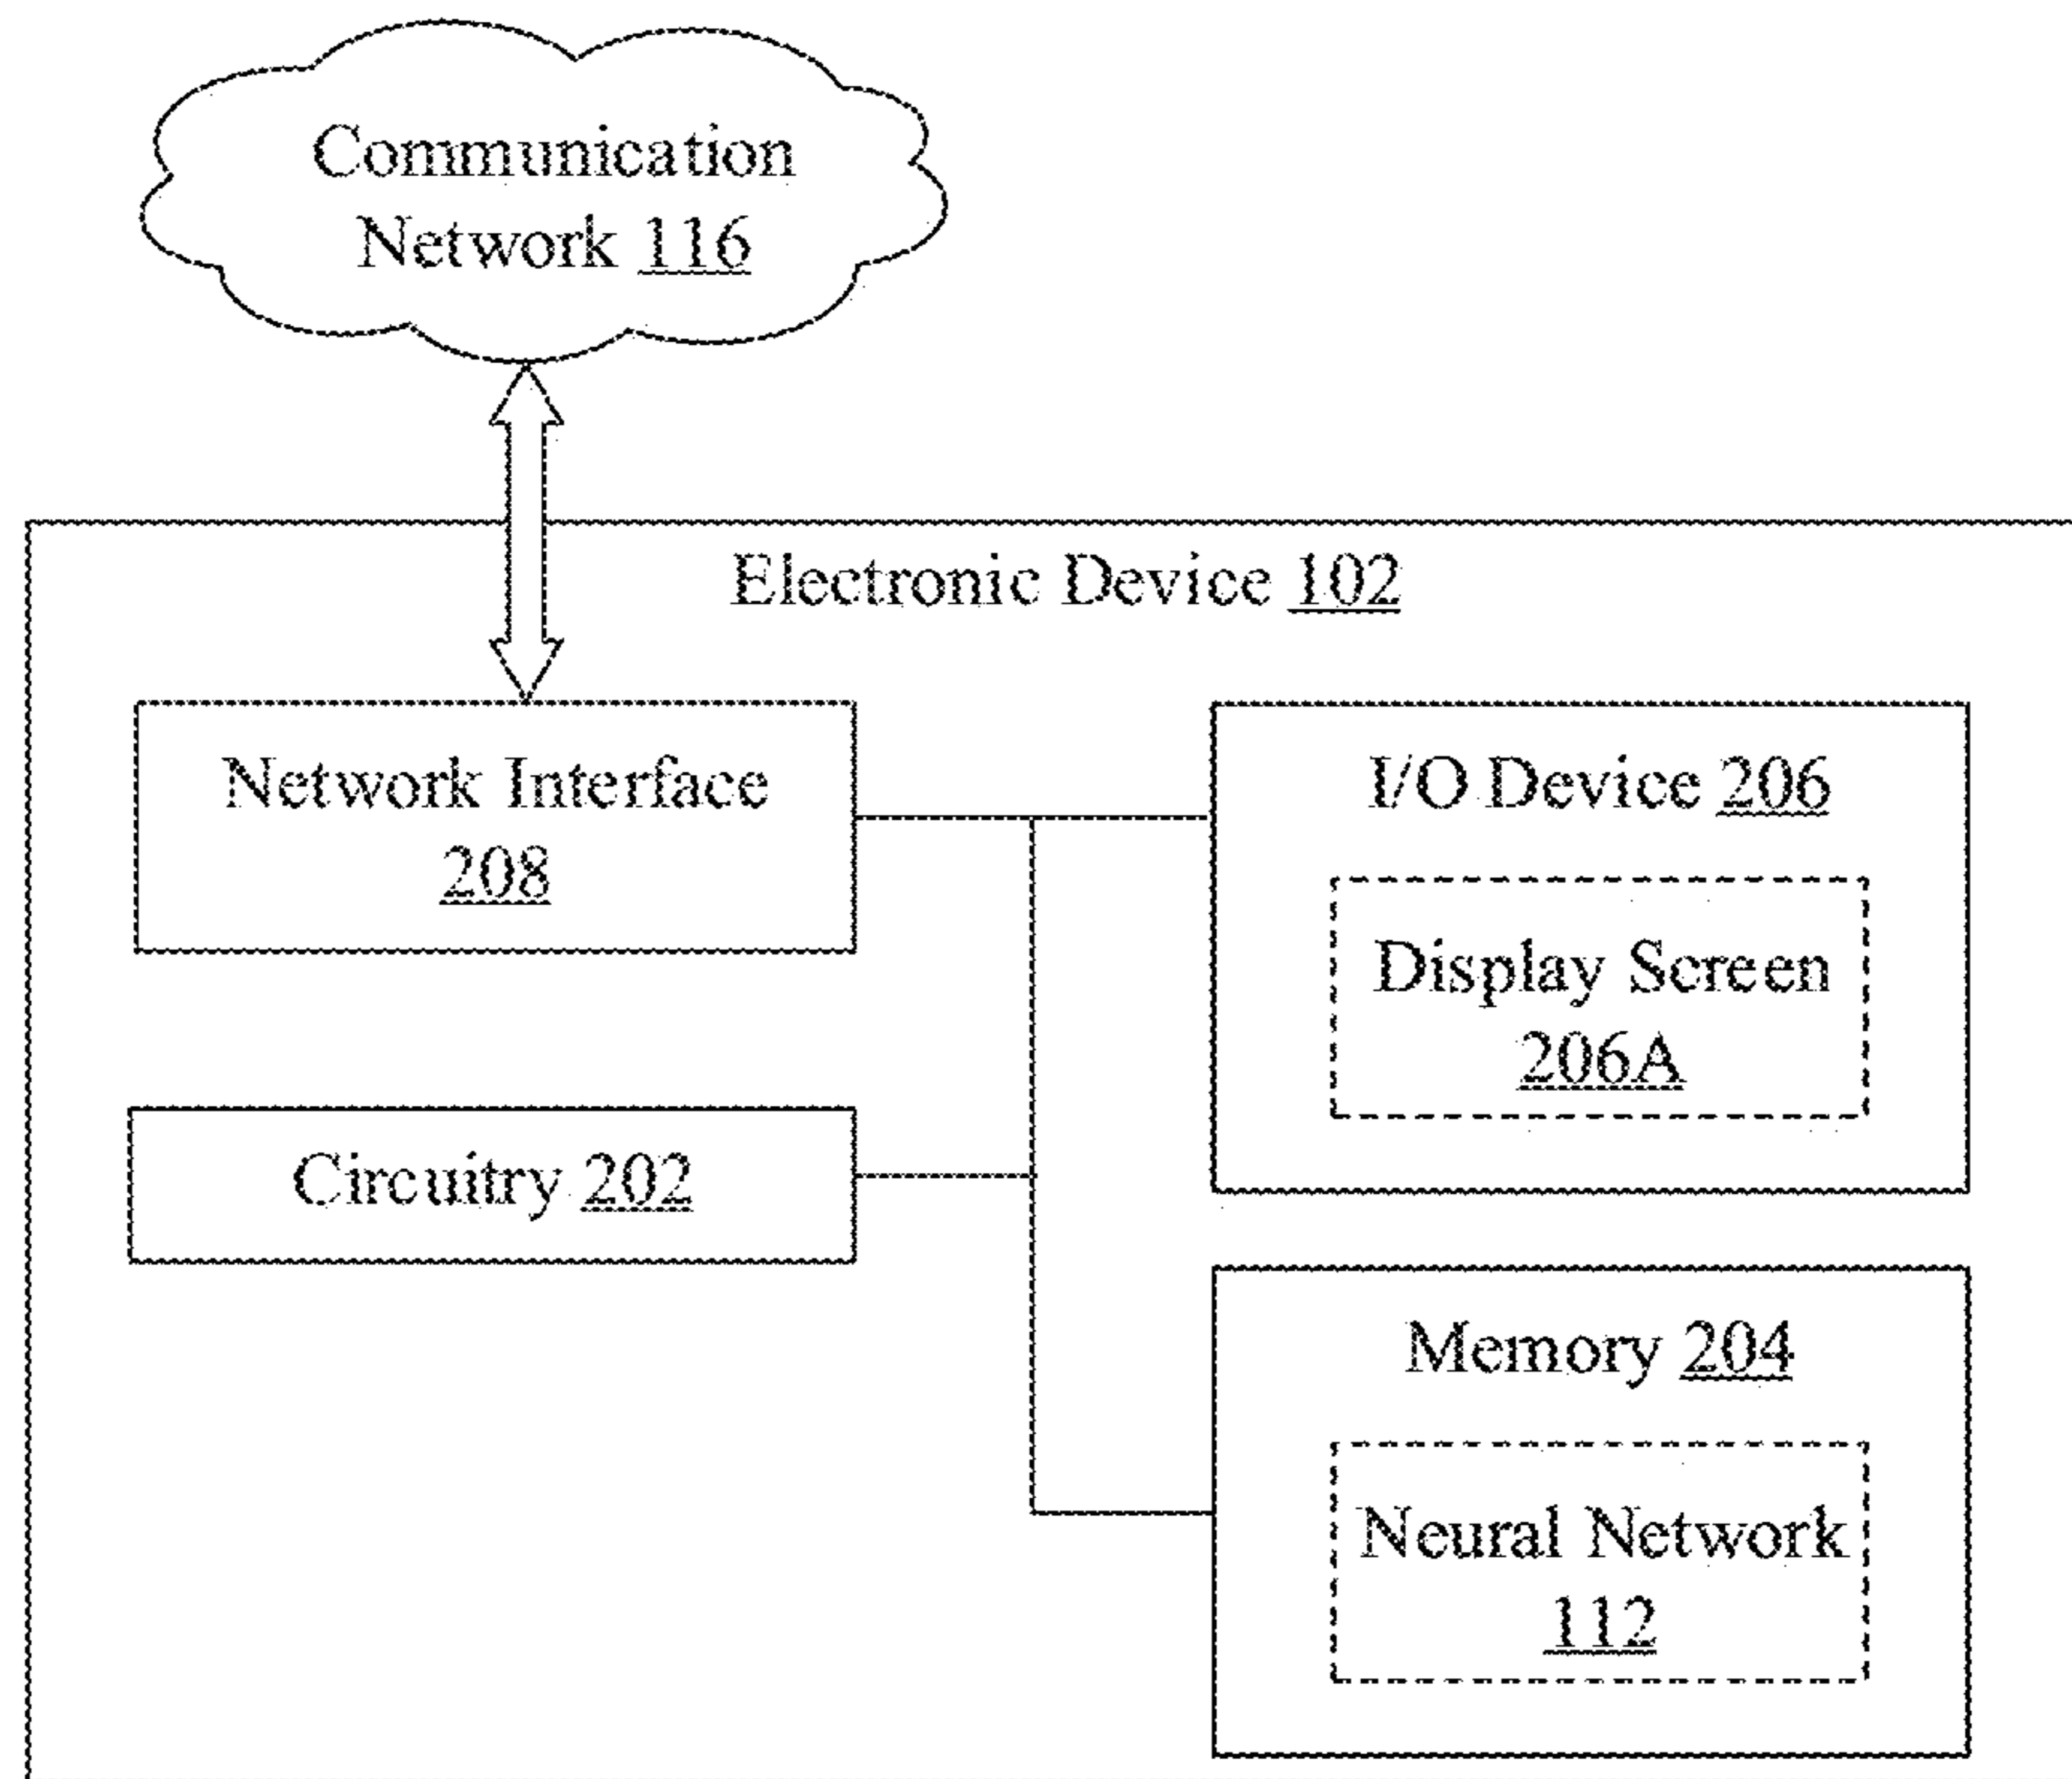 Communication
Network 116
Electronic Device 102
Network Interface
208
I/O Device 206
Display Screen
206A
Circuitry 202
Memory 204
Neural Network
112